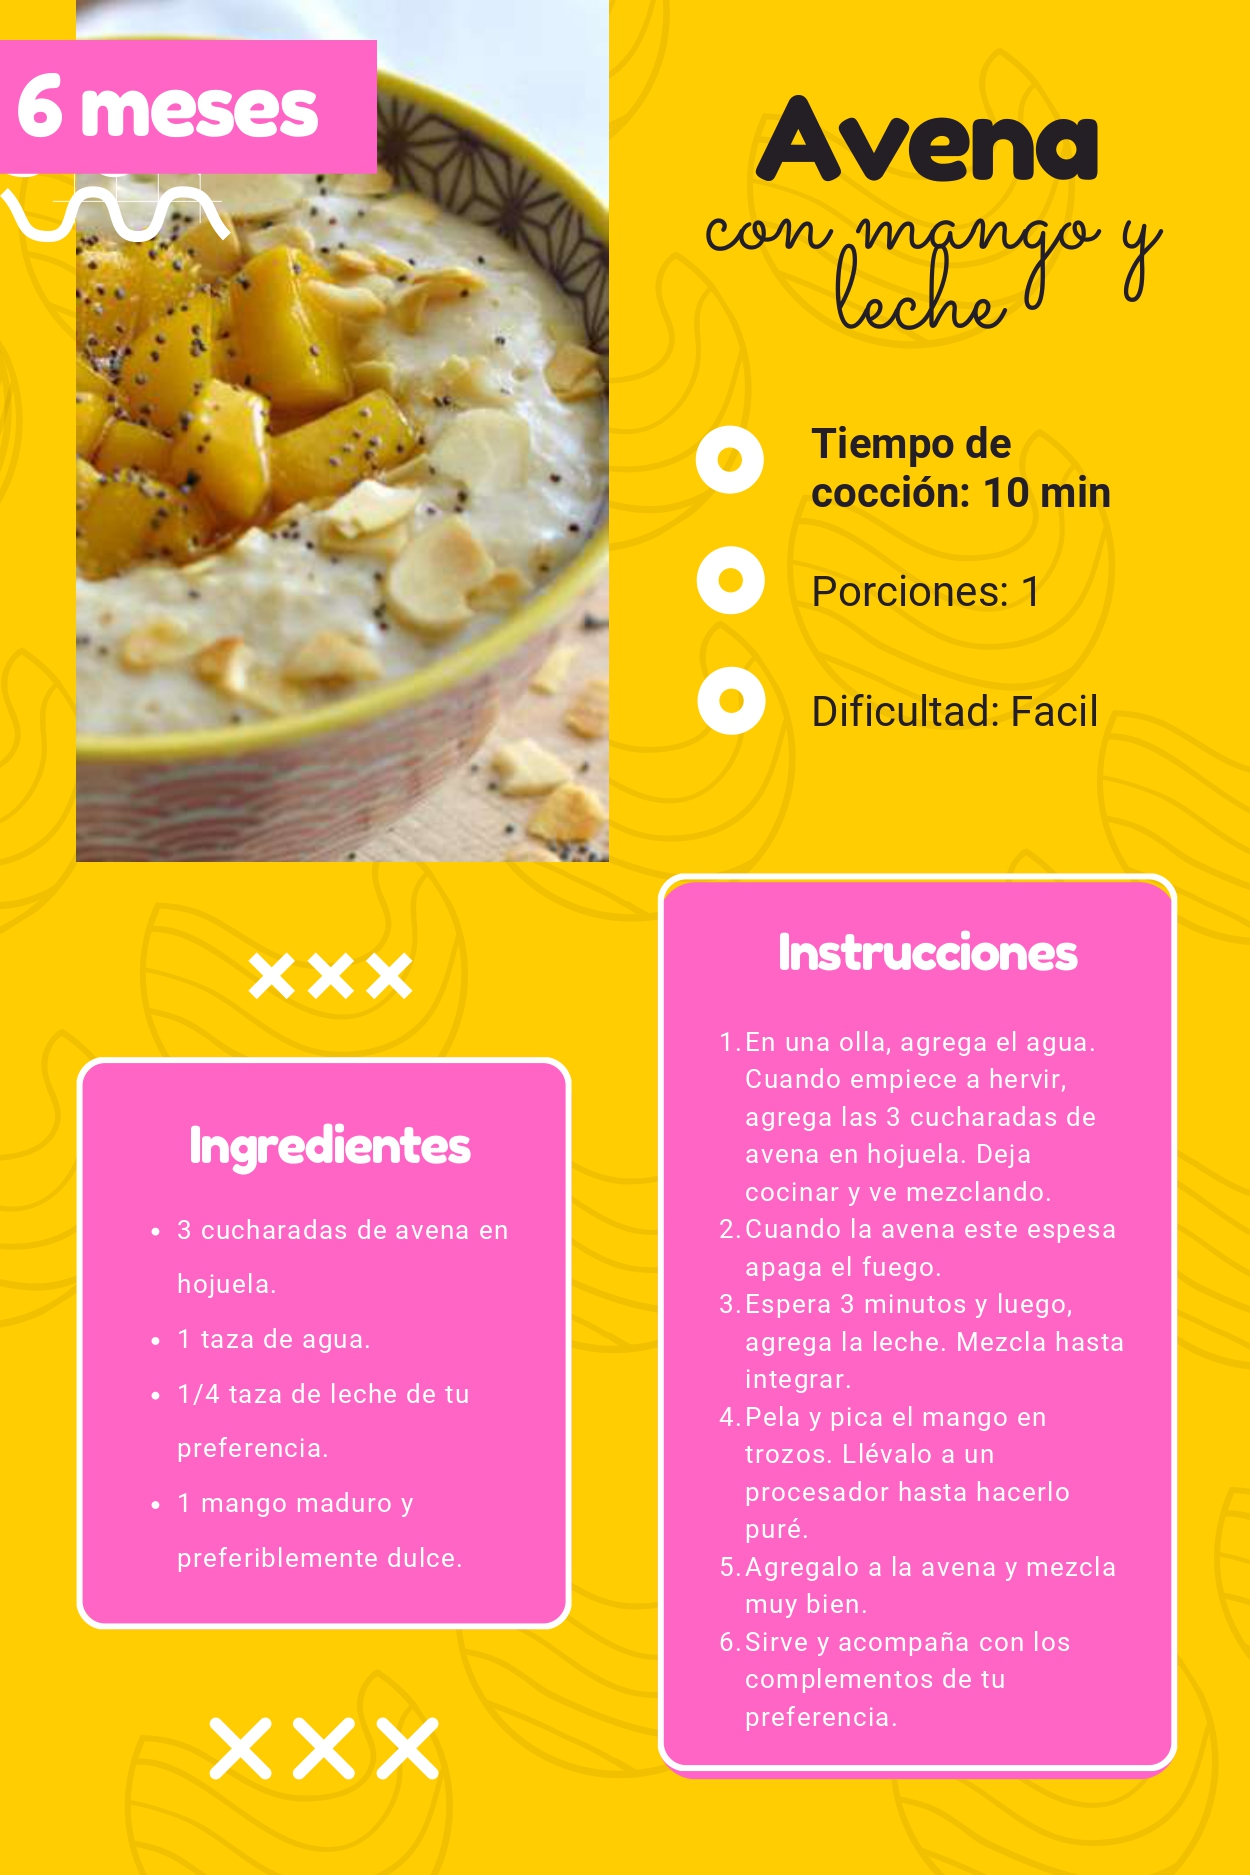 6 meses
Avena
con mango y
leche
Tiempo de
cocción: 10 min
Porciones: 1
Dificultad: Facil
Ingredientes
• 3 cucharadas de avena en
hojuela.
• 1 taza de agua.
• 1/4 taza de leche de tu
preferencia.
• 1 mango maduro y
preferiblemente dulce.
Instrucciones
1. En una olla, agrega el agua.
Cuando empiece a hervir,
agrega las 3 cucharadas de
avena en hojuela. Deja
cocinar y ve mezclando.
2. Cuando la avena este espesa
apaga el fuego.
3. Espera 3 minutos y luego,
agrega la leche. Mezcla hasta
integrar.
4. Pela y pica el mango en
trozos. Llévalo a un
procesador hasta hacerlo
puré.
5. Agregalo a la avena y mezcla
muy bien.
6. Sirve y acompaña con los
complementos de tu
preferencia.